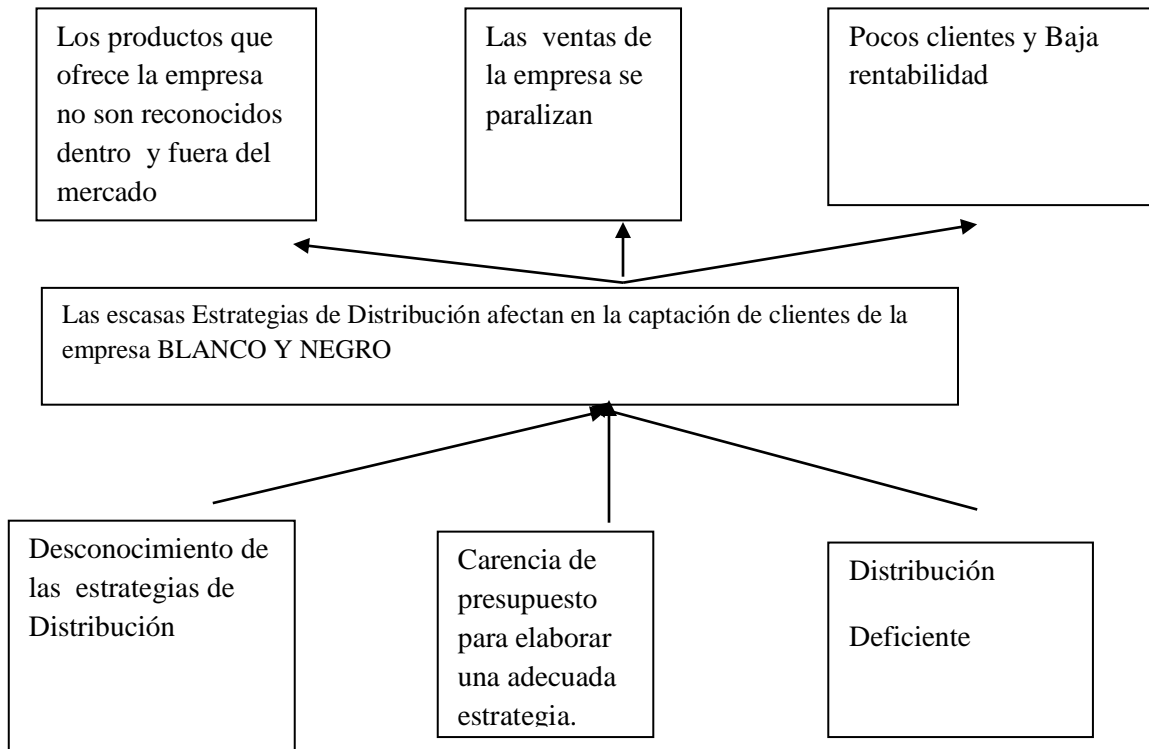 Los productos que
ofrece la empresa
no son reconocidos
dentro y fuera del
mercado
Las ventas de
la empresa se
paralizan
Pocos clientes y Baja
rentabilidad
Las escasas Estrategias de Distribución afectan en la captación de clientes de la
empresa BLANCO Y NEGRO
Desconocimiento de
las estrategias de
Distribución
Carencia de
presupuesto
para elaborar
una adecuada
estrategia.
Distribución
Deficiente